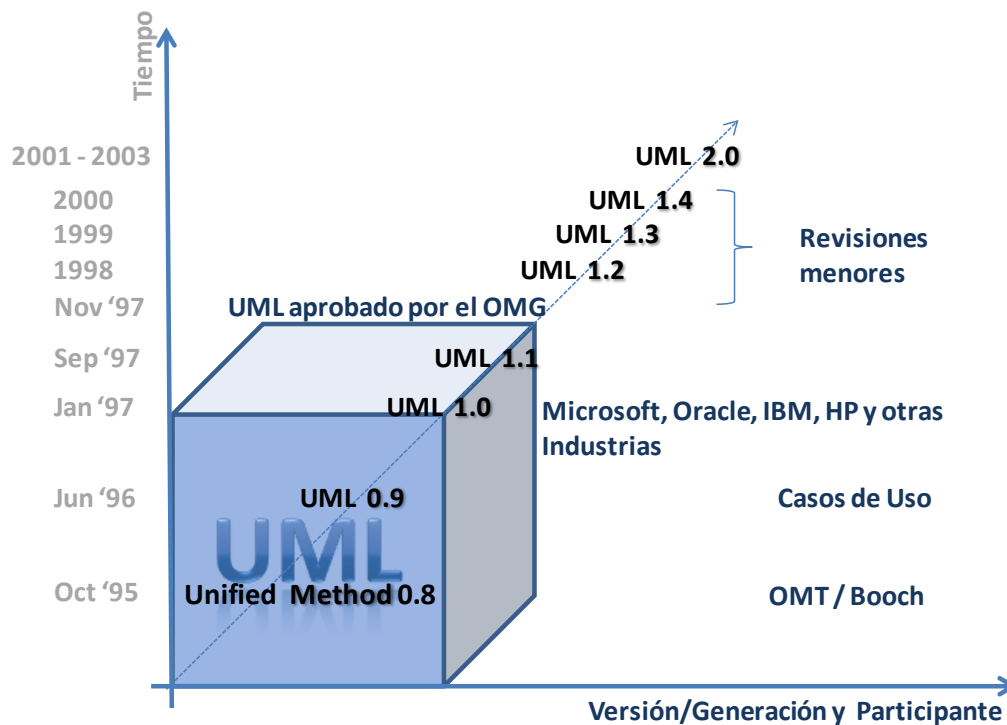 Tiempo
2001 - 2003
UML 2.0
2000
UML 1.4
1999
UML 1.3
Revisiones
menores
1998
UML 1.2
Nov ‘97
UML aprobado por el OMG
Sep ‘97
UML 1.1
Jan ‘97
UML 1.0
Microsoft, Oracle, IBM, HP y otras
Industrias
Jun ‘96
UML 0.9
Casos de Uso
UML
Oct ‘95
Unified Method 0.8
OMT / Booch
Versión/Generación y Participante